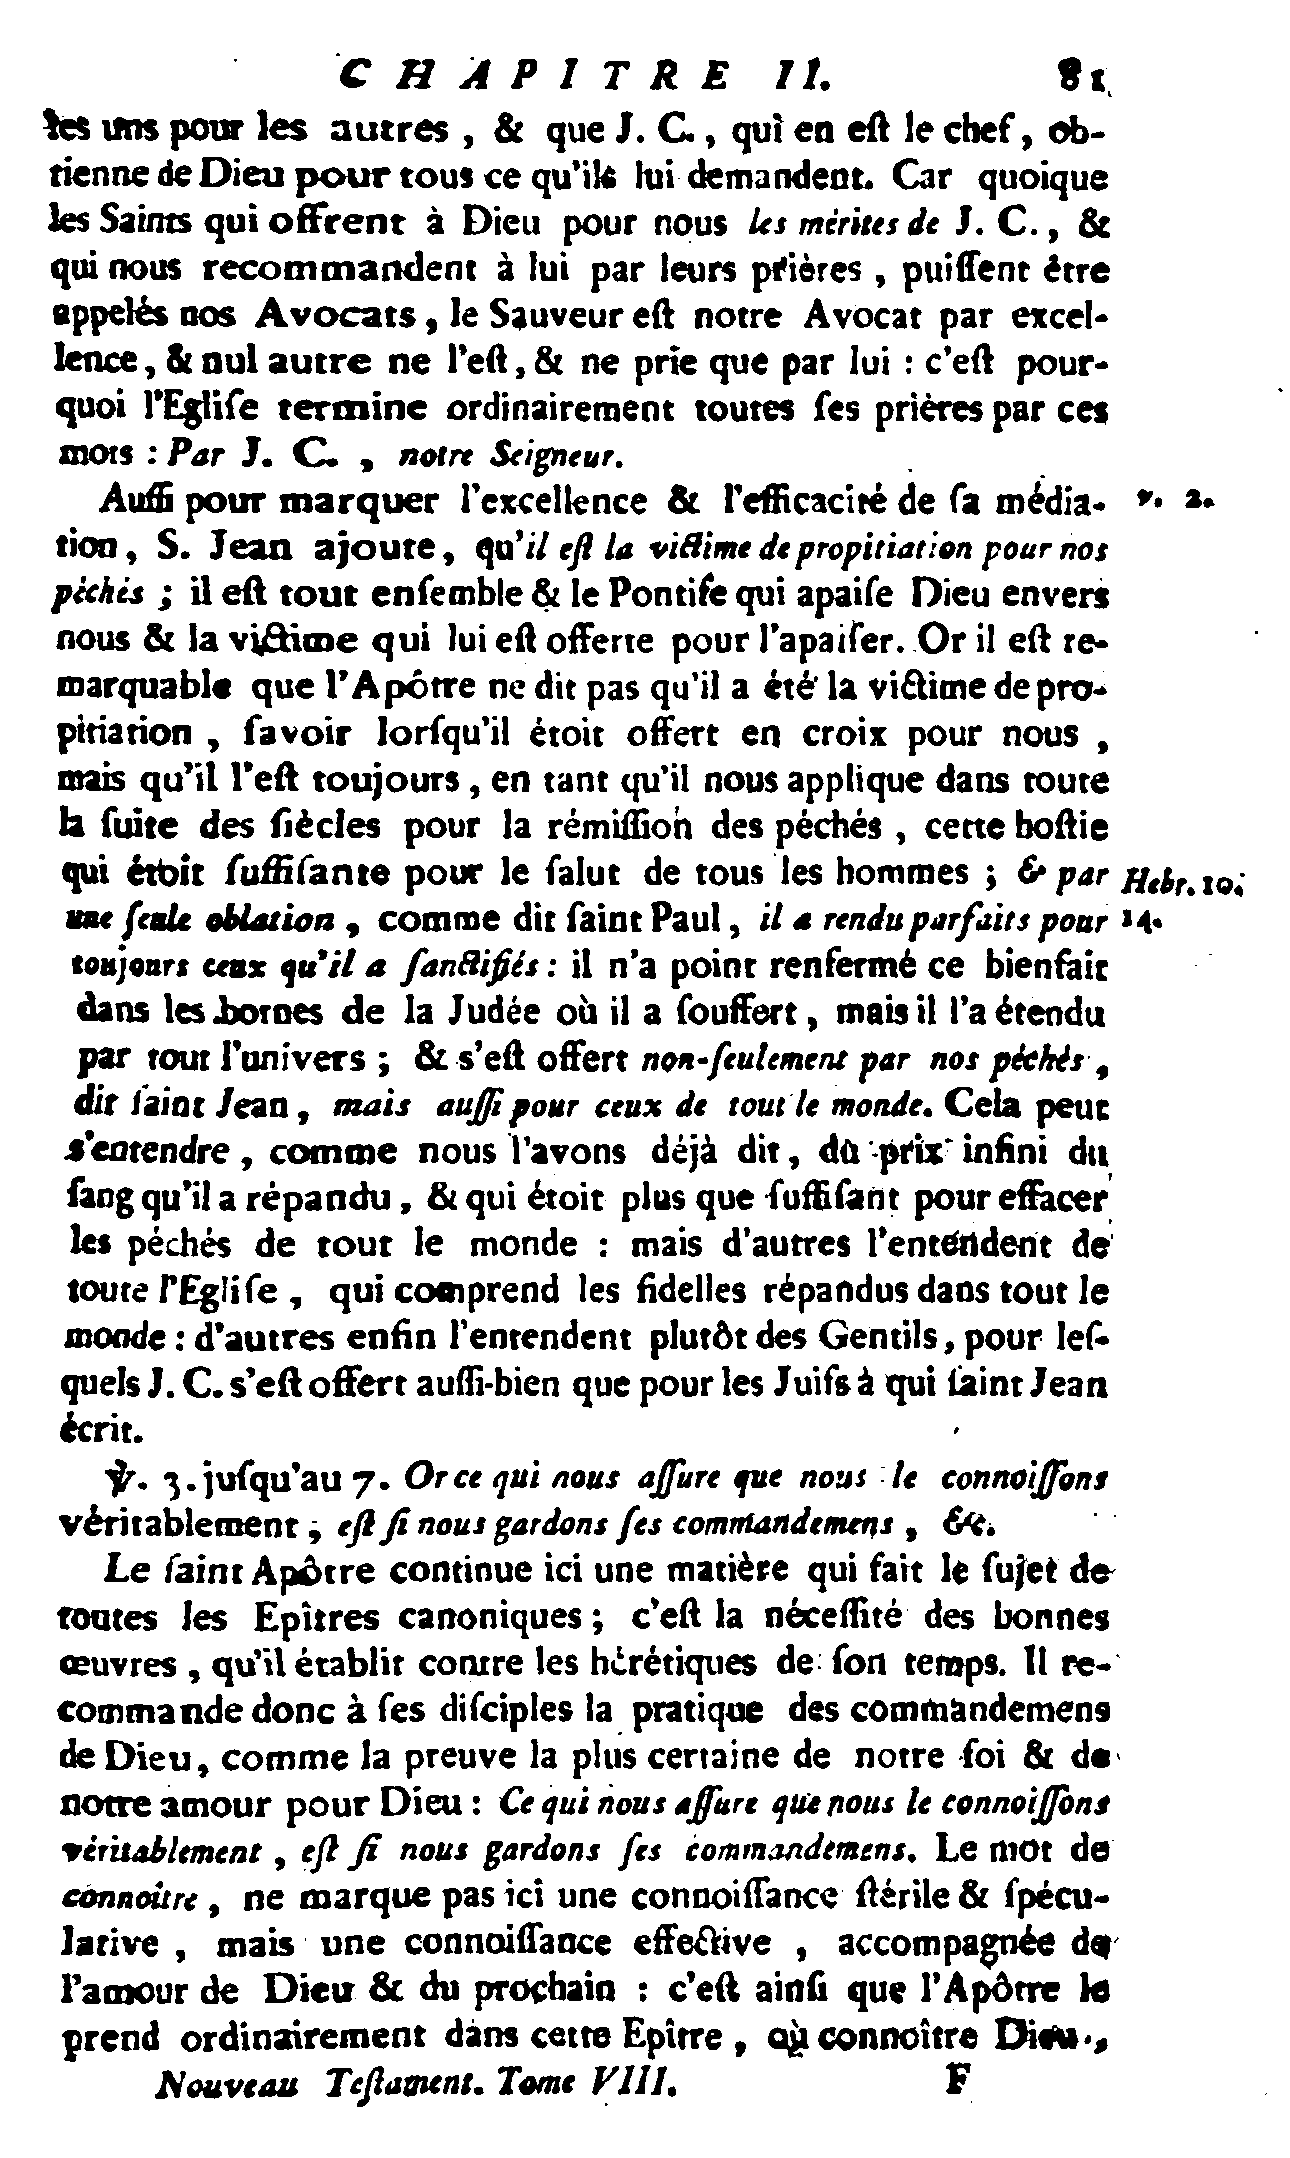 CHAPITRE II. 81
les uns pour les autres, & que J. C., qui en eſt le chef, ob-
tienne de Dieu pour tous ce qu'ils lui demandent. Car quoique
les Saints qui offrent à Dieu pour nous les mérites de J. C., &
qui nous recommandent à lui par leurs prières, puiſſent être
appelés nos Avocats, le Sauveur eſt notre Avocat par excel-
lence, & nul autre ne l'eſt, & ne prie que par lui : c'eſt pour-
quoi l'Egliſe termine ordinairement toutes ſes prières par ces
mots : Par J. C., notre Seigneur.
Auſſi pour marquer l'excellence & l'efficacité de ſa média- ν. 2.
tion, S. Jean ajoute, qu'il eſt la victime de propitiation pour nos
péchés ; il eſt tout enſemble & le Pontife qui apaiſe Dieu envers
nous & la victime qui lui eſt offerte pour l'apaiſer. Or il eſt re-
marquable que l'Apôtre ne dit pas qu'il a été la victime de pro-
pitiation, ſavoir lorſqu'il étoit offert en croix pour nous,
mais qu'il l'eſt toujours, en tant qu'il nous applique dans toute
la ſuite des ſiècles pour la rémiſſion des péchés, cette hoſtie
qui étoit ſuffiſante pour le ſalut de tous les hommes ; & par Hebr. 10.
une ſeule oblation, comme dit ſaint Paul, il a rendu parfaits pour 14.
toujours ceux qu'il a ſanctifiés : il n'a point renfermé ce bienfait
dans les bornes de la Judée où il a ſouffert, mais il l'a étendu
par tout l'univers ; & s'eſt offert non-ſeulement par nos péchés,
dit ſaint Jean, mais auſſi pour ceux de tout le monde. Cela peut
s'entendre, comme nous l'avons déjà dit, du prix infini du
ſang qu'il a répandu, & qui étoit plus que ſuffiſant pour effacer
les péchés de tout le monde : mais d'autres l'entendent de
toute l'Egliſe, qui comprend les fidelles répandus dans tout le
monde : d'autres enfin l'entendent plutôt des Gentils, pour leſ-
quels J. C. s'eſt offert auſſi-bien que pour les Juifs à qui ſaint Jean
écrit.
℣. 3. juſqu'au 7. Or ce qui nous aſſure que nous le connoiſſons
véritablement, eſt ſi nous gardons ſes commandemens, &c.
Le ſaint Apôtre continue ici une matière qui fait le ſujet de
toutes les Epîtres canoniques ; c'eſt la néceſſité des bonnes
œuvres, qu'il établit contre les hérétiques de ſon temps. Il re-
commande donc à ſes diſciples la pratique des commandemens
de Dieu, comme la preuve la plus certaine de notre foi & de
notre amour pour Dieu : Ce qui nous aſſure que nous le connoiſſons
véritablement, eſt ſi nous gardons ſes commandemens. Le mot de
connoître, ne marque pas ici une connoiſſance ſtérile & ſpécu-
lative, mais une connoiſſance effective, accompagnée de
l'amour de Dieu & du prochain : c'eſt ainſi que l'Apôtre le
prend ordinairement dans cette Epître, où connoître Dieu,
Nouveau Teſtament. Tome VIII. F